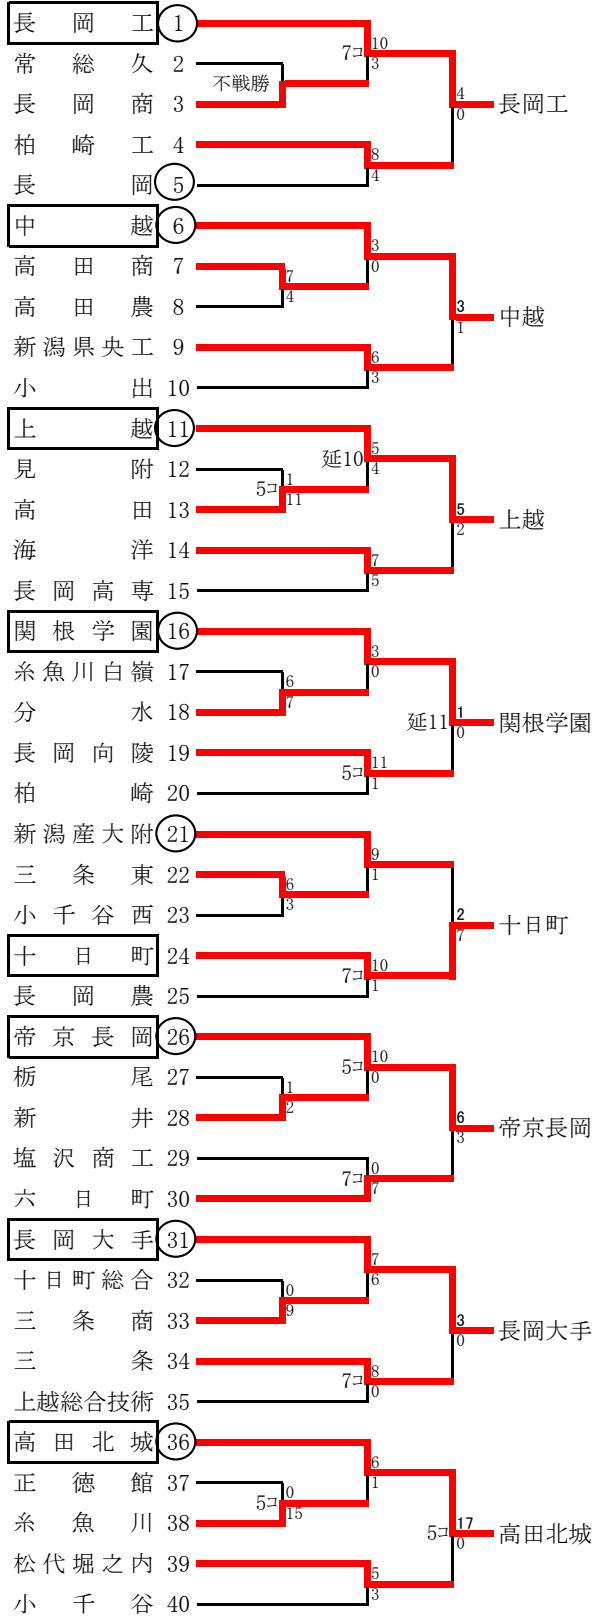 長岡工 1
10
7コ
3
常総久 2
不戦勝
長岡商 3
4
長岡工
0
柏崎工 4
8
4
長岡 5
中越 6
3
0
高田商 7
7
4
高田農 8
3
中越
1
新潟県央工 9
6
3
小出 10
上越 11
5
延10
4
見附 12
1
5コ
11
高田 13
5
上越
2
海洋 14
7
5
長岡高専 15
関根学園 16
3
0
糸魚川白嶺 17
6
7
分水 18
1
延11
関根学園
0
長岡向陵 19
11
5コ
1
柏崎 20
新潟産大附 21
9
1
三条東 22
6
3
小千谷西 23
2
十日町
7
十日町 24
10
7コ
1
長岡農 25
帝京長岡 26
10
5コ
0
栃尾 27
1
2
新井 28
6
帝京長岡
3
塩沢商工 29
0
7コ
7
六日町 30
長岡大手 31
7
6
十日町総合 32
0
9
三条商 33
3
長岡大手
0
三条 34
8
7コ
0
上越総合技術 35
高田北城 36
6
1
正徳館 37
0
5コ
15
糸魚川 38
17
5コ
高田北城
0
松代堀之内 39
5
3
小千谷 40